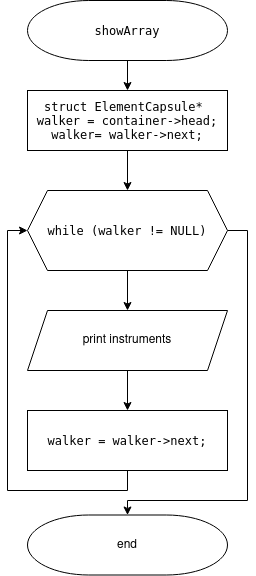 showArray
struct ElementCapsule*
walker = container->head;
walker= walker->next;
while (walker != NULL)
print instruments
walker = walker->next;
end